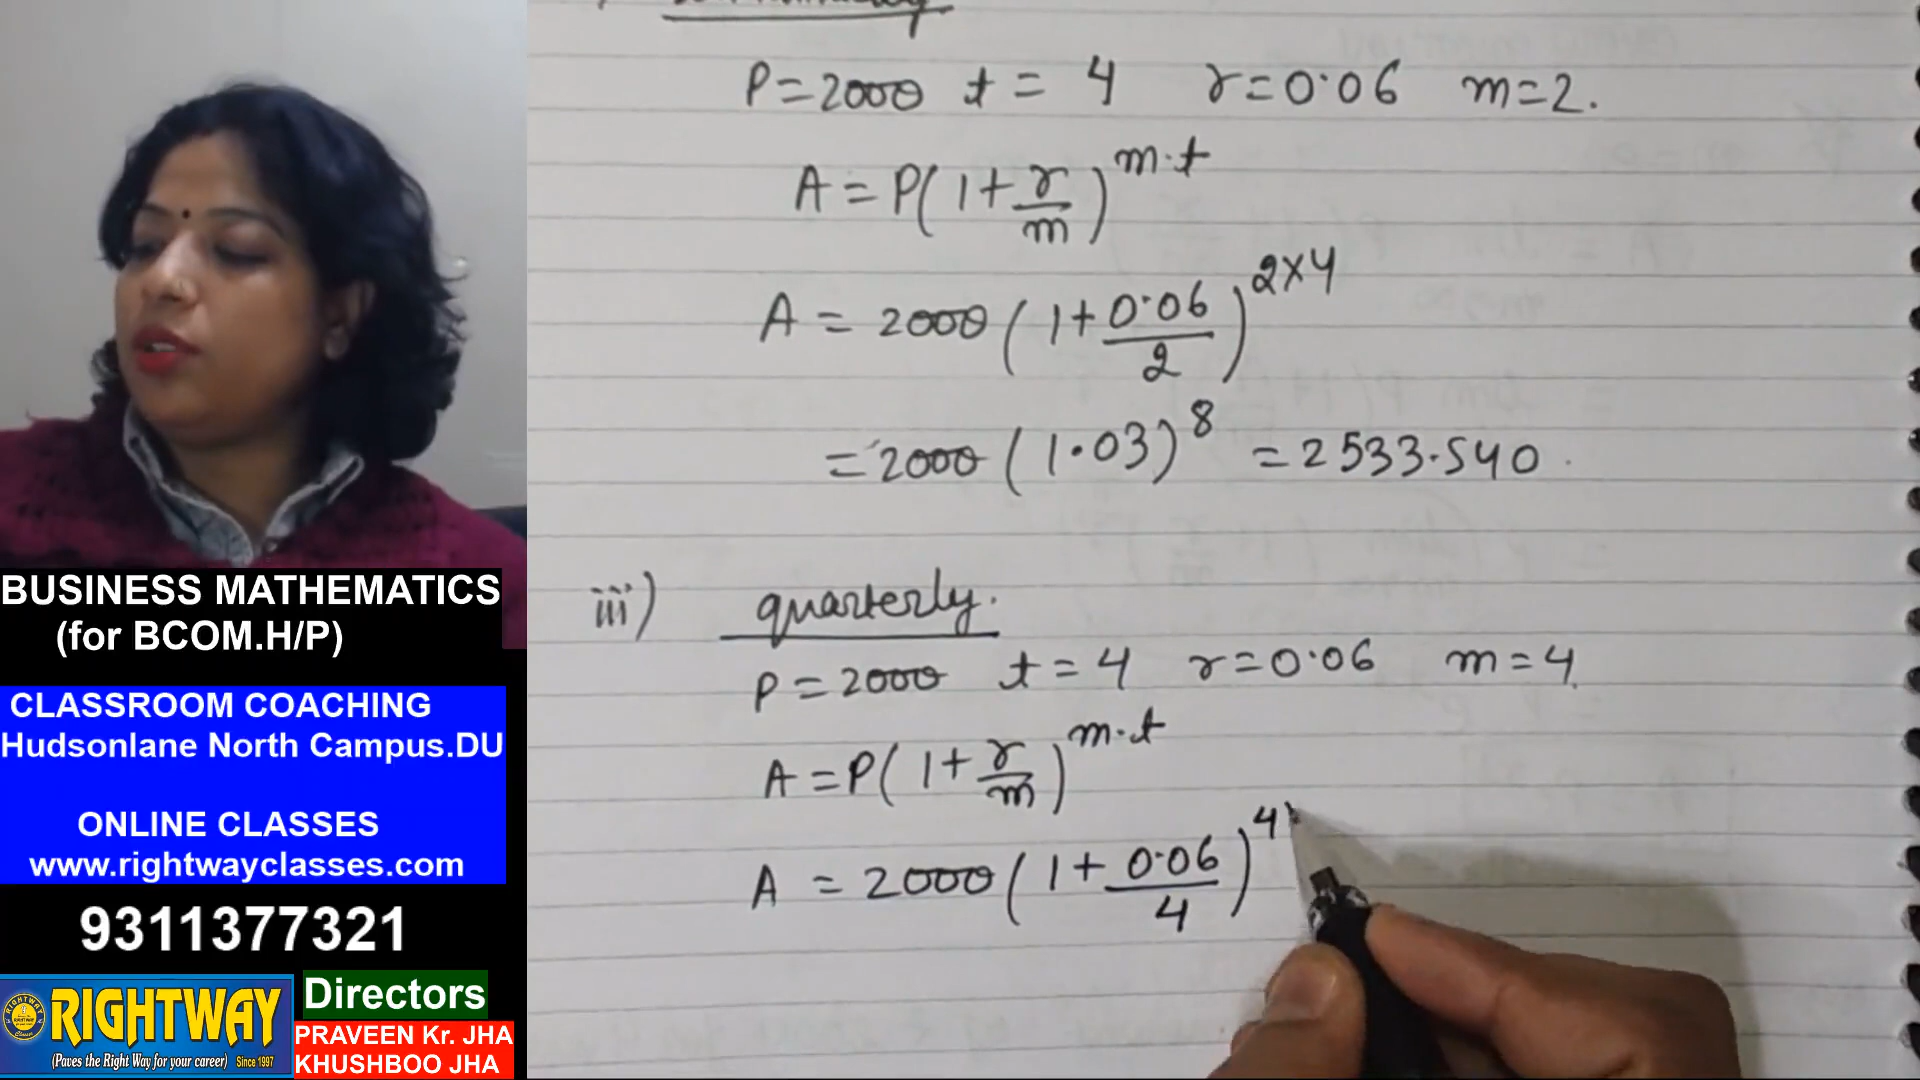 P = 2000 t = 4 r = 0.06 m = 2.
A = P(1 + r/m)^m.t
A = 2000 (1 + 0.06/2)^2×4
= 2000 (1.03)^8 = 2533.540.
iii) quarterly.
P = 2000 t = 4 r = 0.06 m = 4.
A = P(1 + r/m)^m.t
A = 2000 (1 + 0.06/4)^4
BUSINESS MATHEMATICS
(for BCOM.H/P)
CLASSROOM COACHING
Hudsonlane North Campus.DU
ONLINE CLASSES
www.rightwayclasses.com
9311377321
RIGHTWAY
(Paves the Right Way for your career) Since 1997
Directors
PRAVEEN Kr. JHA
KHUSHBOO JHA